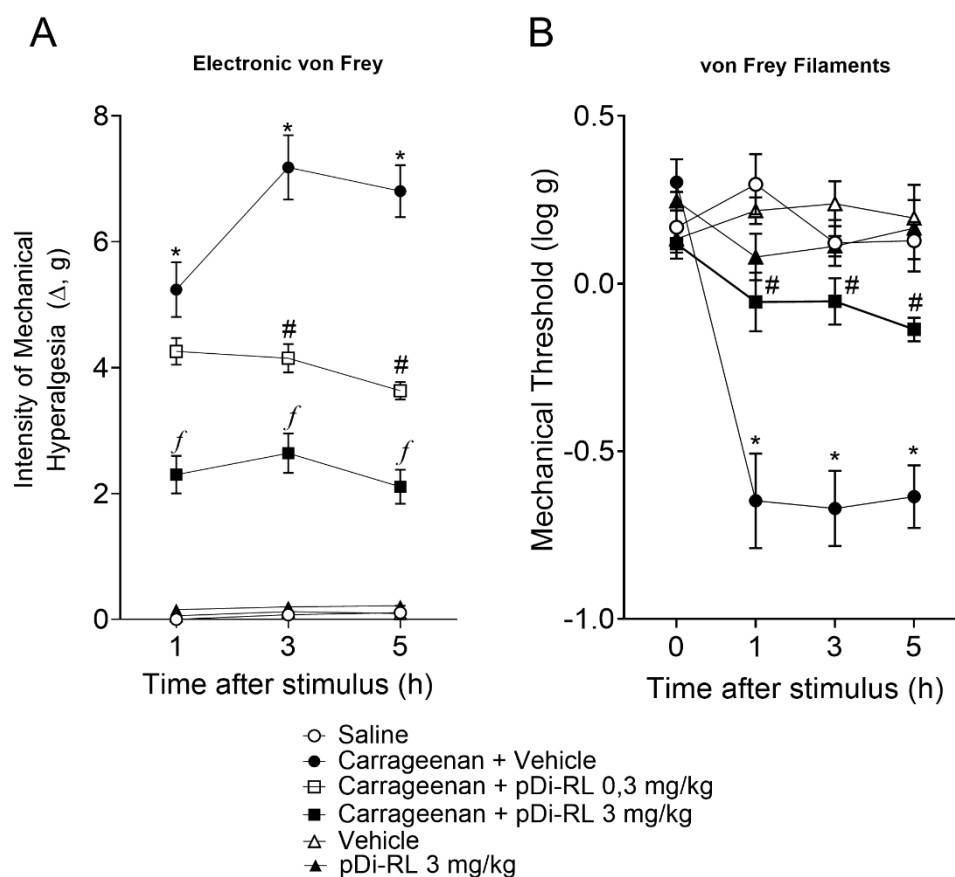 A
Electronic von Frey
Intensity of Mechanical
Hyperalgesia (Δ, g)
8
6
4
2
0
*
*
*
#
#
f
f
f
1
3
5
Time after stimulus (h)
B
von Frey Filaments
Mechanical Threshold (log g)
0.5
0.0
-0.5
-1.0
#
#
#
*
*
*
0
1
3
5
Time after stimulus (h)
Saline
Carrageenan + Vehicle
Carrageenan + pDi-RL 0,3 mg/kg
Carrageenan + pDi-RL 3 mg/kg
Vehicle
pDi-RL 3 mg/kg